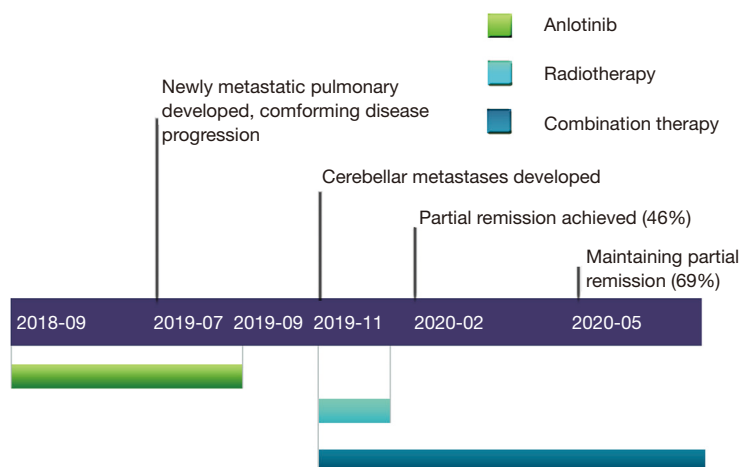 Anlotinib
Radiotherapy
Combination therapy
Newly metastatic pulmonary
developed, comforming disease
progression
Cerebellar metastases developed
Partial remission achieved (46%)
Maintaining partial
remission (69%)
2018-09 2019-07 2019-09 2019-11 2020-02 2020-05